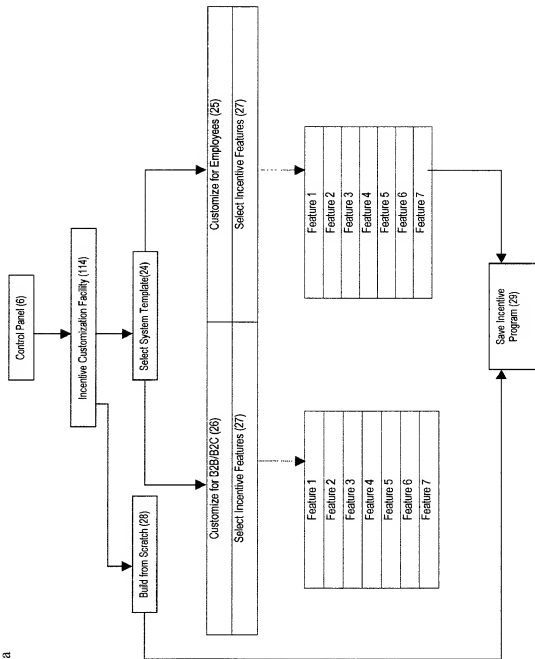 Control Panel (6)
Incentive Customization Facility (114)
Build from Scratch (28)
Select System Template(24)
Customize for B2B/B2C (26)
Select Incentive Features (27)
Customize for Employees (25)
Select Incentive Features (27)
Feature 1
Feature 2
Feature 3
Feature 4
Feature 5
Feature 6
Feature 7
Feature 1
Feature 2
Feature 3
Feature 4
Feature 5
Feature 6
Feature 7
Save Incentive
Program (29)
a